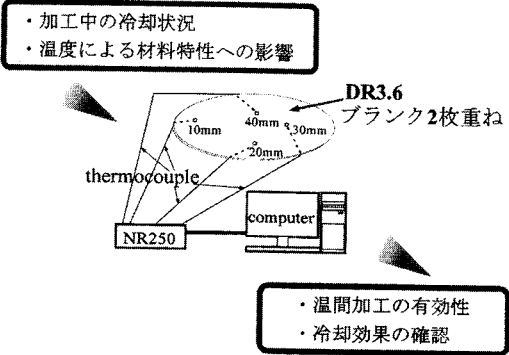 ・加工中の冷却状況
・温度による材料特性への影響
DR3.6
ブランク2枚重ね
40mm
10mm
30mm
20mm
thermocouple
computer
NR250
・温間加工の有効性
・冷却効果の確認